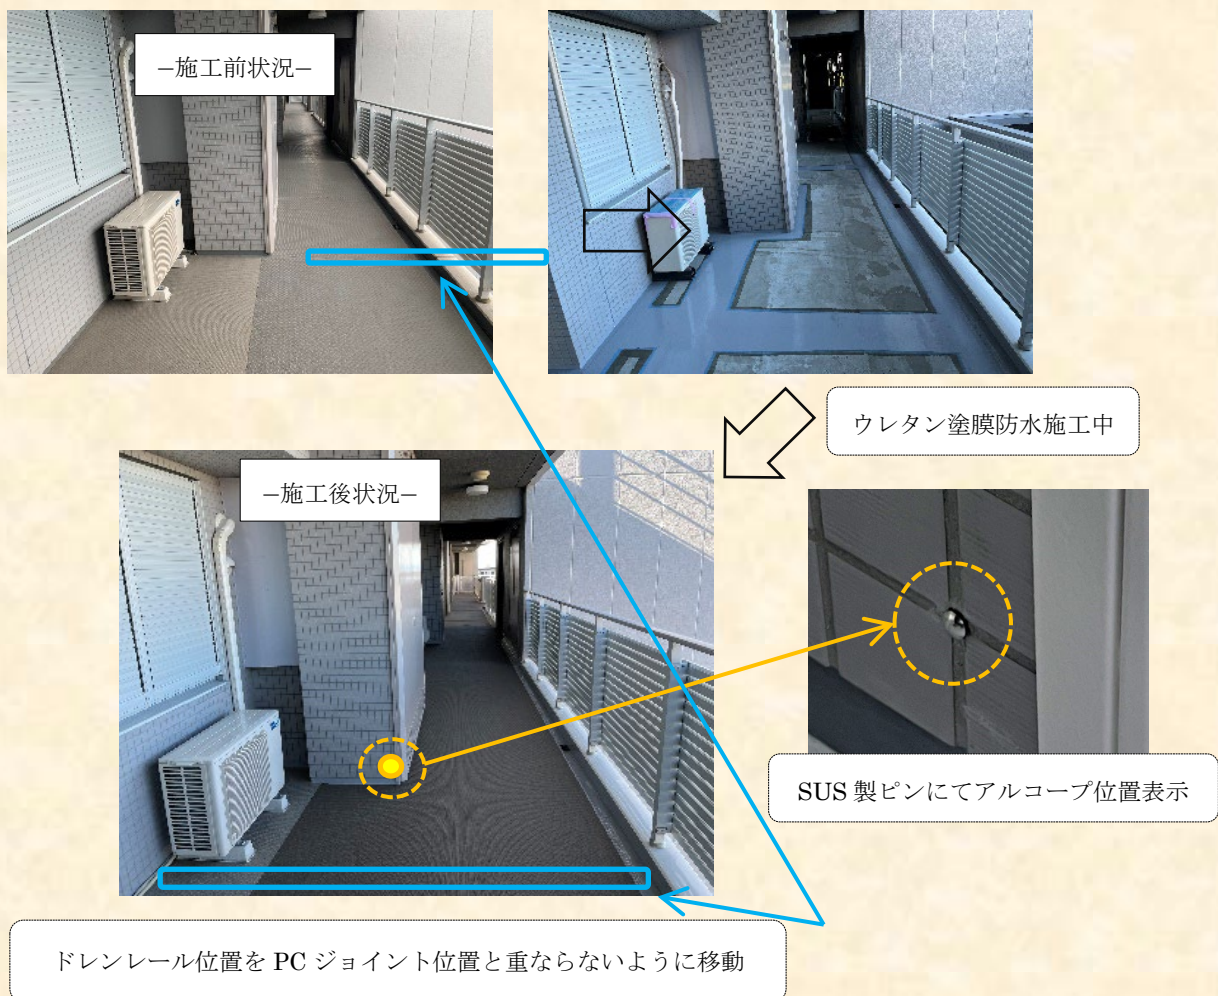 –施工前状況–
ウレタン塗膜防水施工中
–施工後状況–
SUS 製ピンにてアルコープ位置表示
ドレンレール位置を PC ジョイント位置と重ならないように移動